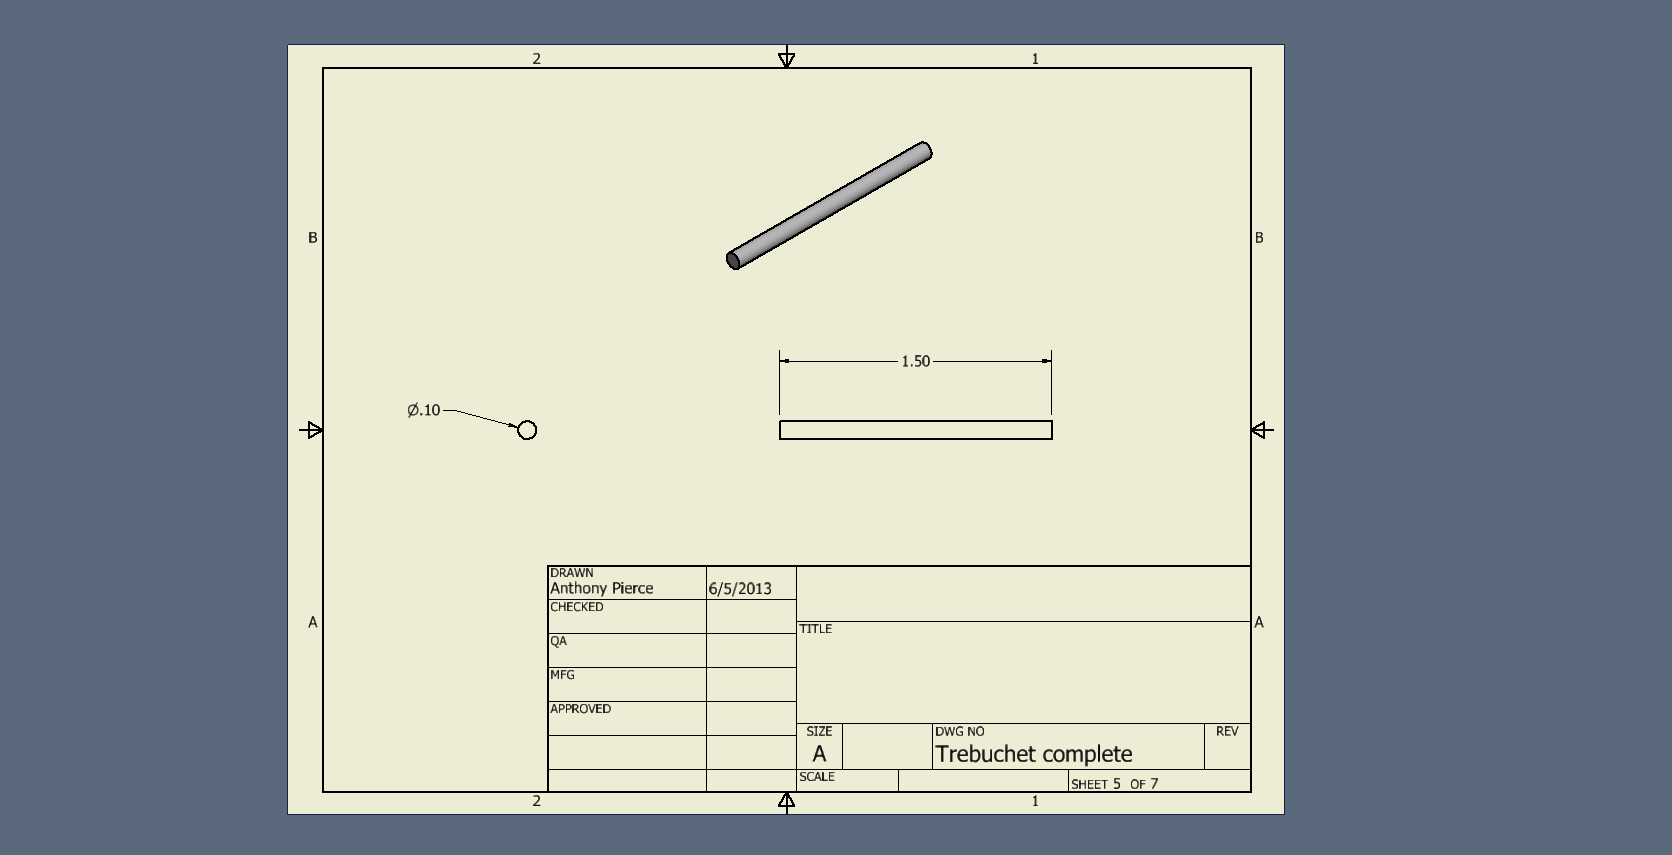 2 1
B B
1.50
Ø.10
A A
DRAWN
Anthony Pierce 6/5/2013
CHECKED
QA
MFG
APPROVED
TITLE
SIZE
A
DWG NO
Trebuchet complete
REV
SCALE
SHEET 5 OF 7
2 1